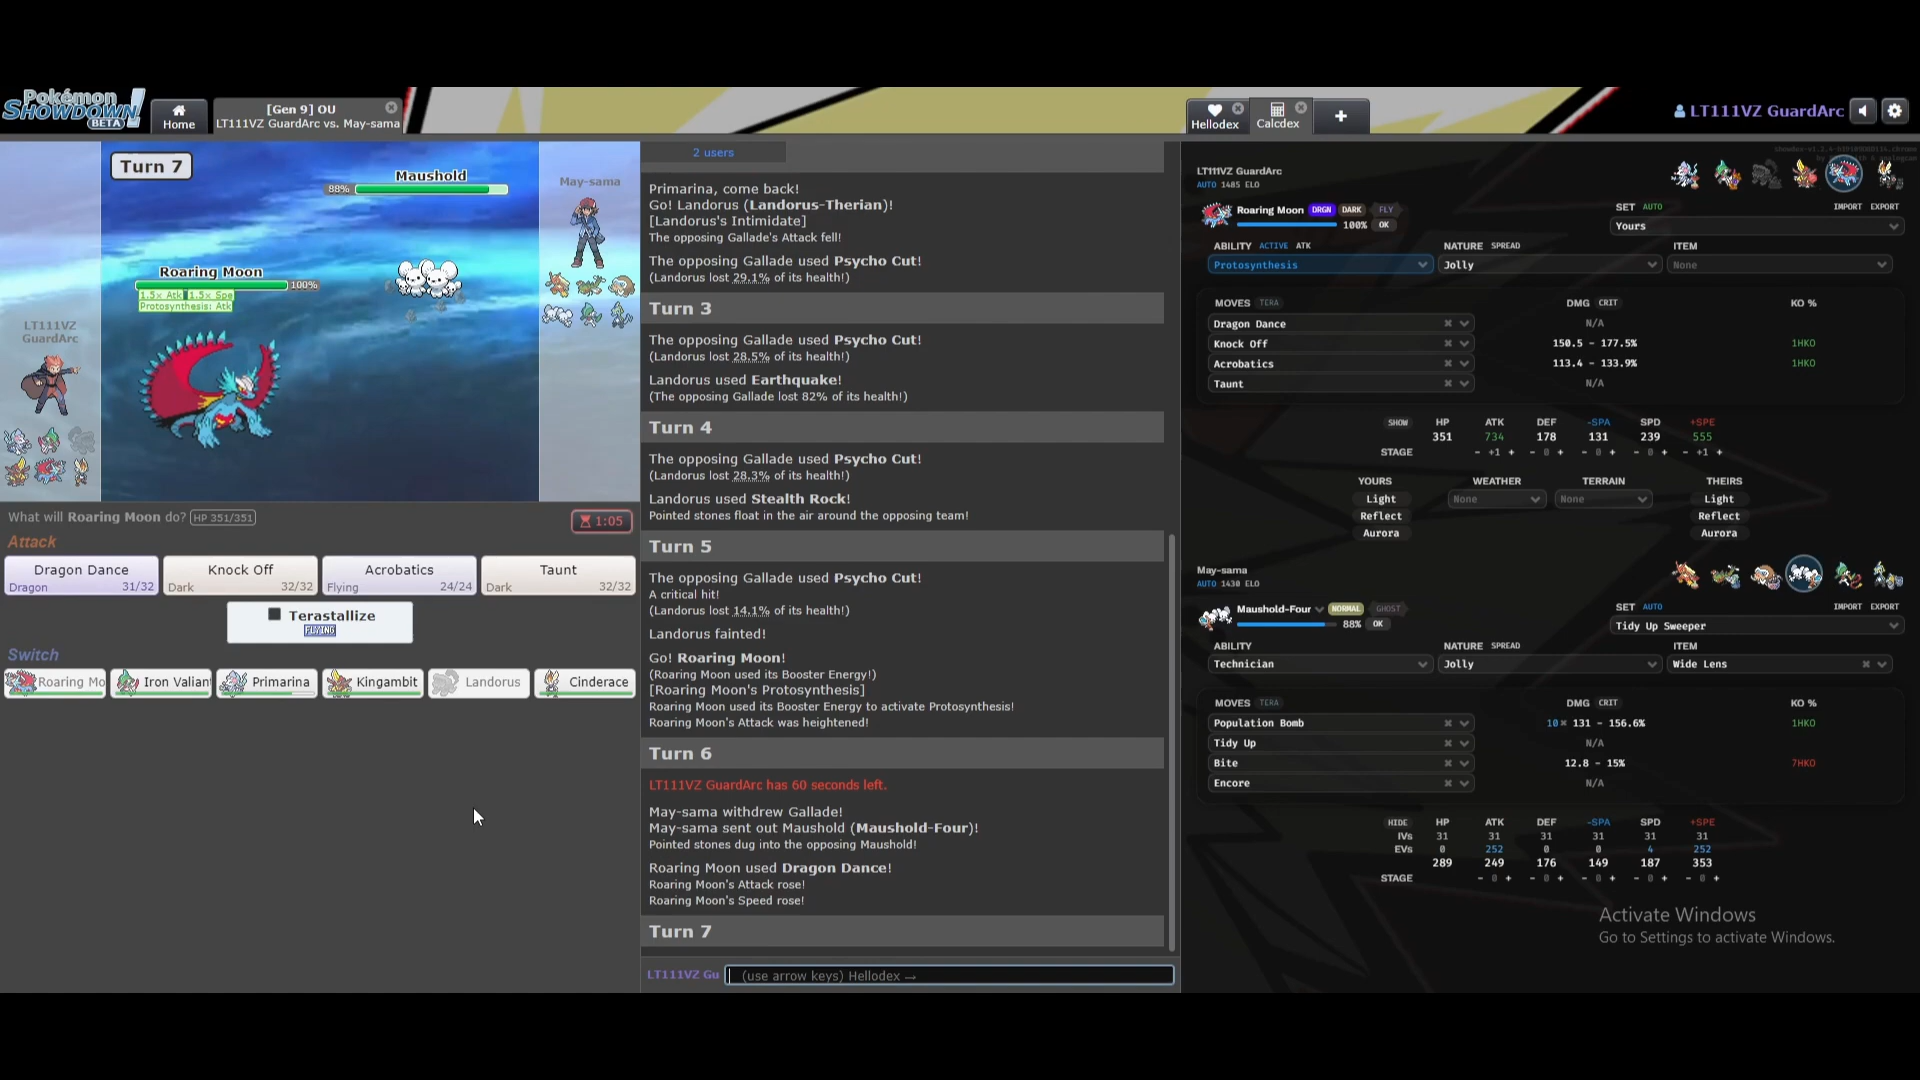 Pokémon
SHOWDOWN!
BETA
Home
[Gen 9] OU
LT111VZ GuardArc vs. May-sama
Hellodex
Calcdex
+
LT111VZ GuardArc
Turn 7
Maushold
88%
Roaring Moon
100%
1.5× Atk 1.5× Spe
Protosynthesis: Atk
LT111VZ
GuardArc
May-sama
What will Roaring Moon do? HP 351/351
1:05
Attack
Dragon Dance
Dragon 31/32
Knock Off
Dark 32/32
Acrobatics
Flying 24/24
Taunt
Dark 32/32
Terastallize
FLYING
Switch
Roaring Mo
Iron Valian
Primarina
Kingambit
Landorus
Cinderace
2 users
Primarina, come back!
Go! Landorus (Landorus-Therian)!
[Landorus's Intimidate]
The opposing Gallade's Attack fell!
The opposing Gallade used Psycho Cut!
(Landorus lost 29.1% of its health!)
Turn 3
The opposing Gallade used Psycho Cut!
(Landorus lost 28.5% of its health!)
Landorus used Earthquake!
(The opposing Gallade lost 82% of its health!)
Turn 4
The opposing Gallade used Psycho Cut!
(Landorus lost 28.3% of its health!)
Landorus used Stealth Rock!
Pointed stones float in the air around the opposing team!
Turn 5
The opposing Gallade used Psycho Cut!
A critical hit!
(Landorus lost 14.1% of its health!)
Landorus fainted!
Go! Roaring Moon!
(Roaring Moon used its Booster Energy!)
[Roaring Moon's Protosynthesis]
Roaring Moon used its Booster Energy to activate Protosynthesis!
Roaring Moon's Attack was heightened!
Turn 6
LT111VZ GuardArc has 60 seconds left.
May-sama withdrew Gallade!
May-sama sent out Maushold (Maushold-Four)!
Pointed stones dug into the opposing Maushold!
Roaring Moon used Dragon Dance!
Roaring Moon's Attack rose!
Roaring Moon's Speed rose!
Turn 7
LT111VZ Gu (use arrow keys) Hellodex →
LT111VZ GuardArc
AUTO 1485 ELO
Roaring Moon DRGN DARK FLY
100% OK
SET AUTO IMPORT EXPORT
Yours
ABILITY ACTIVE ATK NATURE SPREAD ITEM
Protosynthesis Jolly None
MOVES TERA DMG CRIT KO %
Dragon Dance N/A
Knock Off 150.5 - 177.5% 1HKO
Acrobatics 113.4 - 133.9% 1HKO
Taunt N/A
SHOW HP ATK DEF -SPA SPD +SPE
351 734 178 131 239 555
STAGE - +1 + - 0 + - 0 + - 0 + - +1 +
YOURS WEATHER TERRAIN THEIRS
Light None None Light
Reflect Reflect
Aurora Aurora
May-sama
AUTO 1430 ELO
Maushold-Four NORMAL GHOST
88% OK
SET AUTO IMPORT EXPORT
Tidy Up Sweeper
ABILITY NATURE SPREAD ITEM
Technician Jolly Wide Lens
MOVES TERA DMG CRIT KO %
Population Bomb 10× 131 - 156.6% 1HKO
Tidy Up N/A
Bite 12.8 - 15% 7HKO
Encore N/A
HIDE HP ATK DEF -SPA SPD +SPE
IVs 31 31 31 31 31 31
EVs 0 252 0 0 4 252
289 249 176 149 187 353
STAGE - 0 + - 0 + - 0 + - 0 + - 0 +
Activate Windows
Go to Settings to activate Windows.